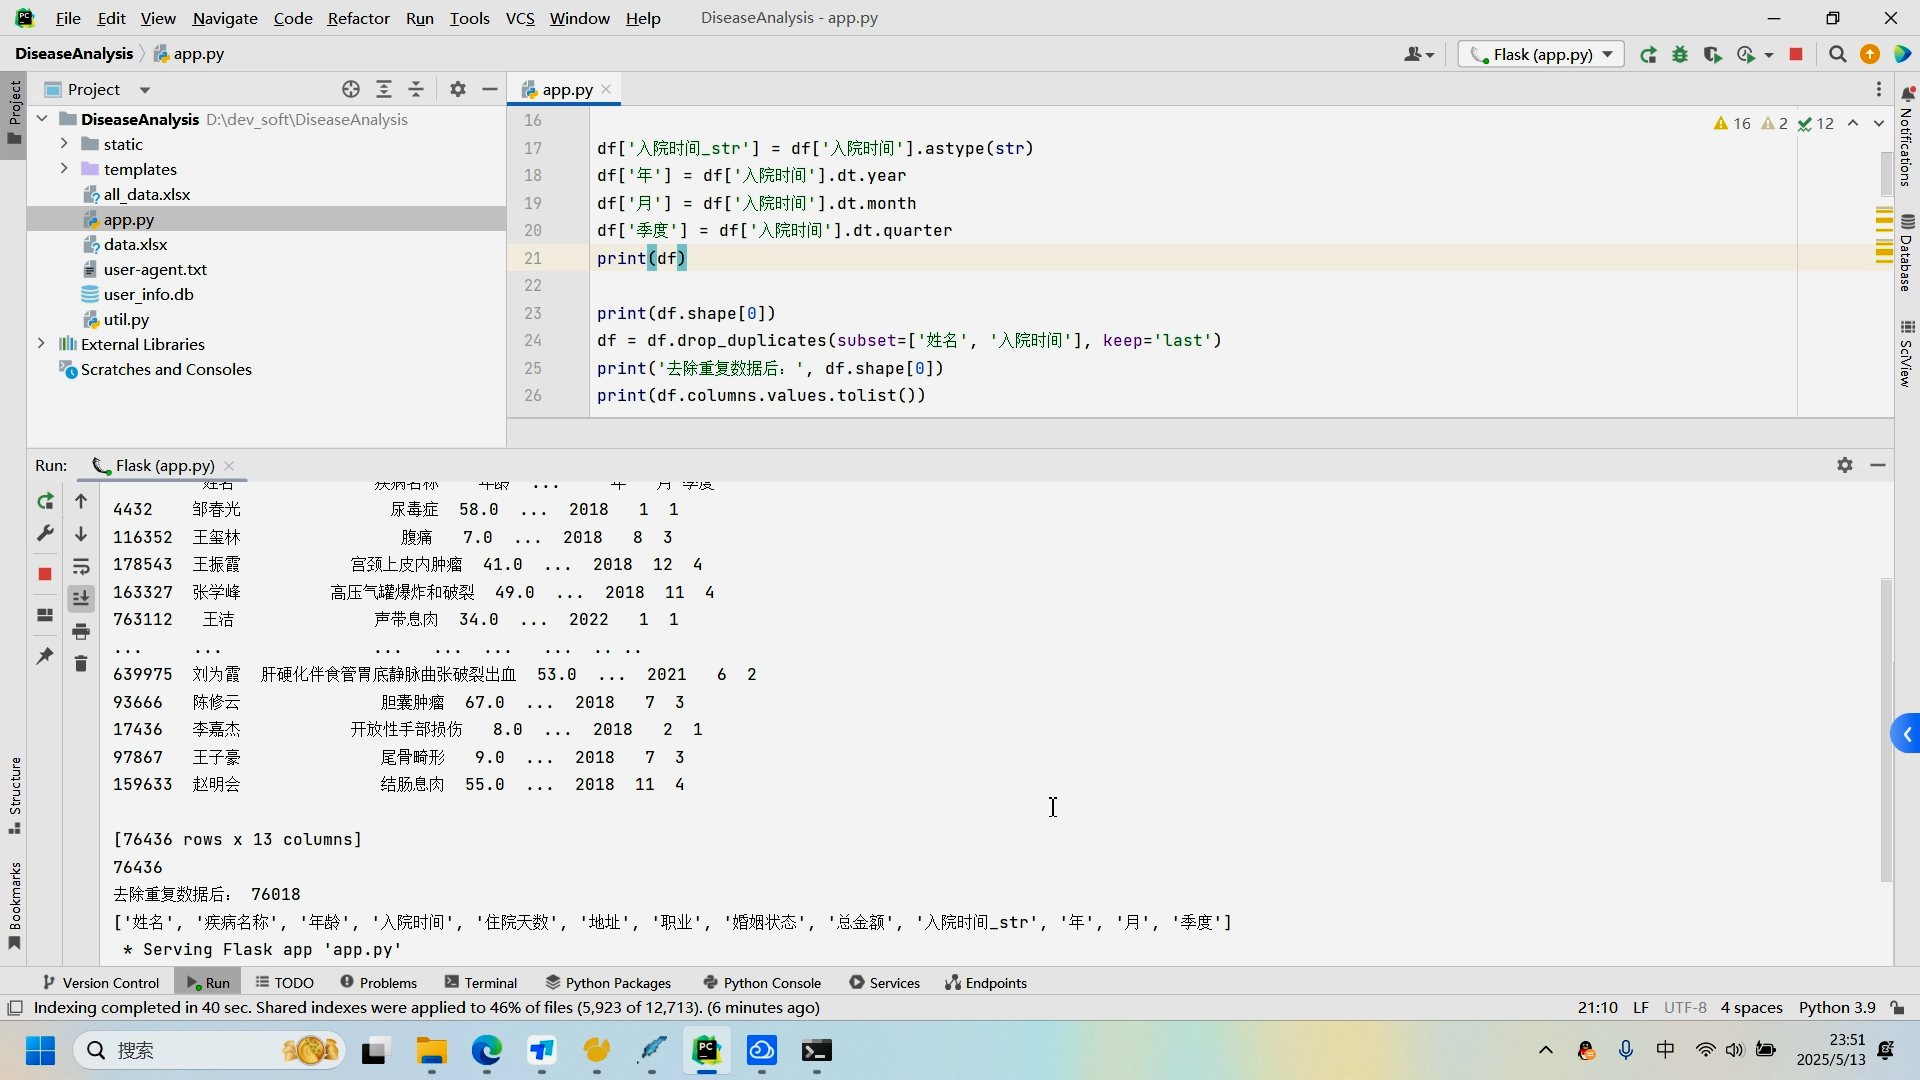 File Edit View Navigate Code Refactor Run Tools VCS Window Help DiseaseAnalysis - app.py
DiseaseAnalysis app.py Flask (app.py)
Project app.py
DiseaseAnalysis D:\dev_soft\DiseaseAnalysis
static
templates
all_data.xlsx
app.py
data.xlsx
user-agent.txt
user_info.db
util.py
External Libraries
Scratches and Consoles
Project
Structure
Bookmarks
16
17 df['入院时间_str'] = df['入院时间'].astype(str)
18 df['年'] = df['入院时间'].dt.year
19 df['月'] = df['入院时间'].dt.month
20 df['季度'] = df['入院时间'].dt.quarter
21 print(df)
22
23 print(df.shape[0])
24 df = df.drop_duplicates(subset=['姓名', '入院时间'], keep='last')
25 print('去除重复数据后: ', df.shape[0])
26 print(df.columns.values.tolist())
16 2 12
Notifications
Database
SciView
Run: Flask (app.py)
姓名 疾病名称 年龄 ... 年 月 季度
4432 邹春光 尿毒症 58.0 ... 2018 1 1
116352 王玺林 腹痛 7.0 ... 2018 8 3
178543 王振霞 宫颈上皮内肿瘤 41.0 ... 2018 12 4
163327 张学峰 高压气罐爆炸和破裂 49.0 ... 2018 11 4
763112 王洁 声带息肉 34.0 ... 2022 1 1
... ... ... ... ... ... .. ..
639975 刘为霞 肝硬化伴食管胃底静脉曲张破裂出血 53.0 ... 2021 6 2
93666 陈修云 胆囊肿瘤 67.0 ... 2018 7 3
17436 李嘉杰 开放性手部损伤 8.0 ... 2018 2 1
97867 王子豪 尾骨畸形 9.0 ... 2018 7 3
159633 赵明会 结肠息肉 55.0 ... 2018 11 4
[76436 rows x 13 columns]
76436
去除重复数据后: 76018
['姓名', '疾病名称', '年龄', '入院时间', '住院天数', '地址', '职业', '婚姻状态', '总金额', '入院时间_str', '年', '月', '季度']
* Serving Flask app 'app.py'
Version Control Run TODO Problems Terminal Python Packages Python Console Services Endpoints
Indexing completed in 40 sec. Shared indexes were applied to 46% of files (5,923 of 12,713). (6 minutes ago) 21:10 LF UTF-8 4 spaces Python 3.9
搜索 中 23:51
2025/5/13